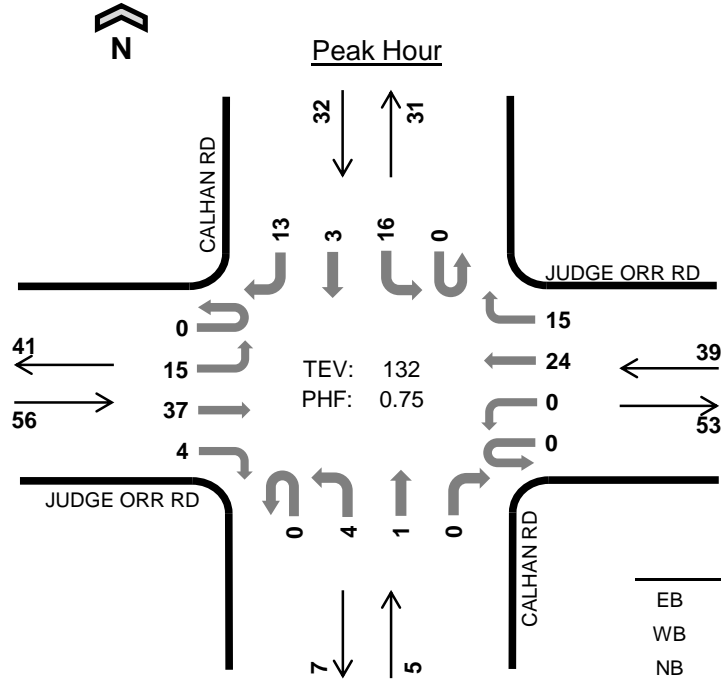 N
Peak Hour
32
31
CALHAN RD
13
3
16
0
JUDGE ORR RD
0
15
41
15
TEV: 132
24
39
56
37
PHF: 0.75
0
53
4
0
JUDGE ORR RD
0
4
1
0
CALHAN RD
EB
WB
NB
7
5